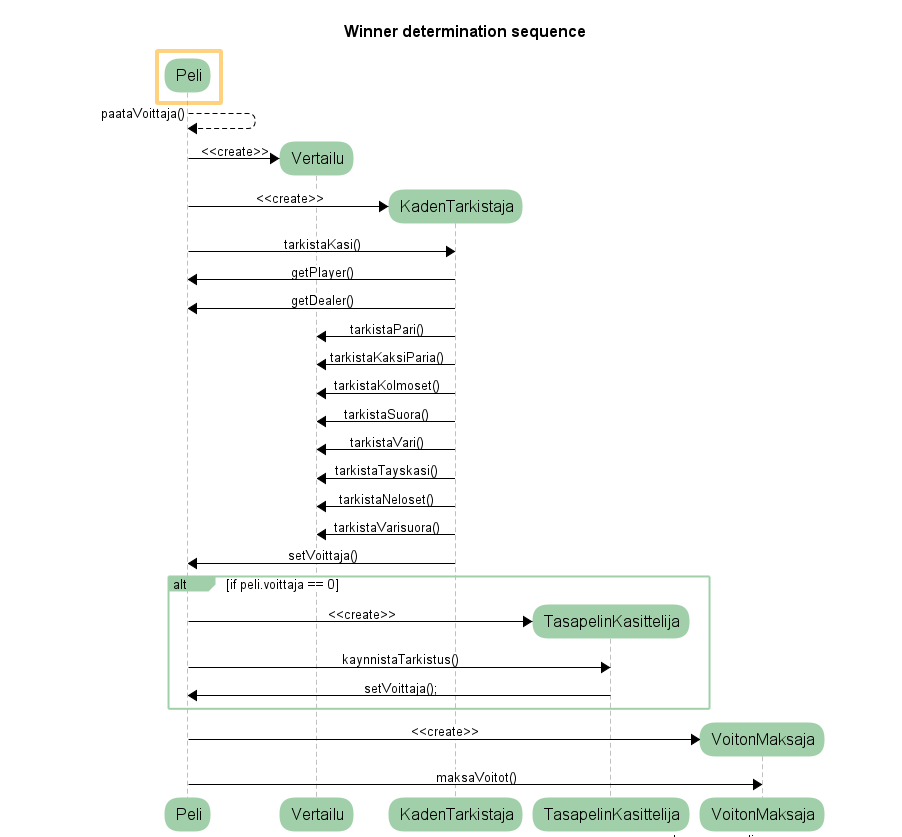 Winner determination sequence
Peli
paataVoittaja()
<<create>>
Vertailu
<<create>>
KadenTarkistaja
tarkistaKasi()
getPlayer()
getDealer()
tarkistaPari()
tarkistaKaksiParia()
tarkistaKolmoset()
tarkistaSuora()
tarkistaVari()
tarkistaTayskasi()
tarkistaNeloset()
tarkistaVarisuora()
setVoittaja()
alt [if peli.voittaja == 0]
<<create>>
TasapelinKasittelija
kaynnistaTarkistus()
setVoittaja();
<<create>>
VoitonMaksaja
maksaVoitot()
Peli Vertailu KadenTarkistaja TasapelinKasittelija VoitonMaksaja